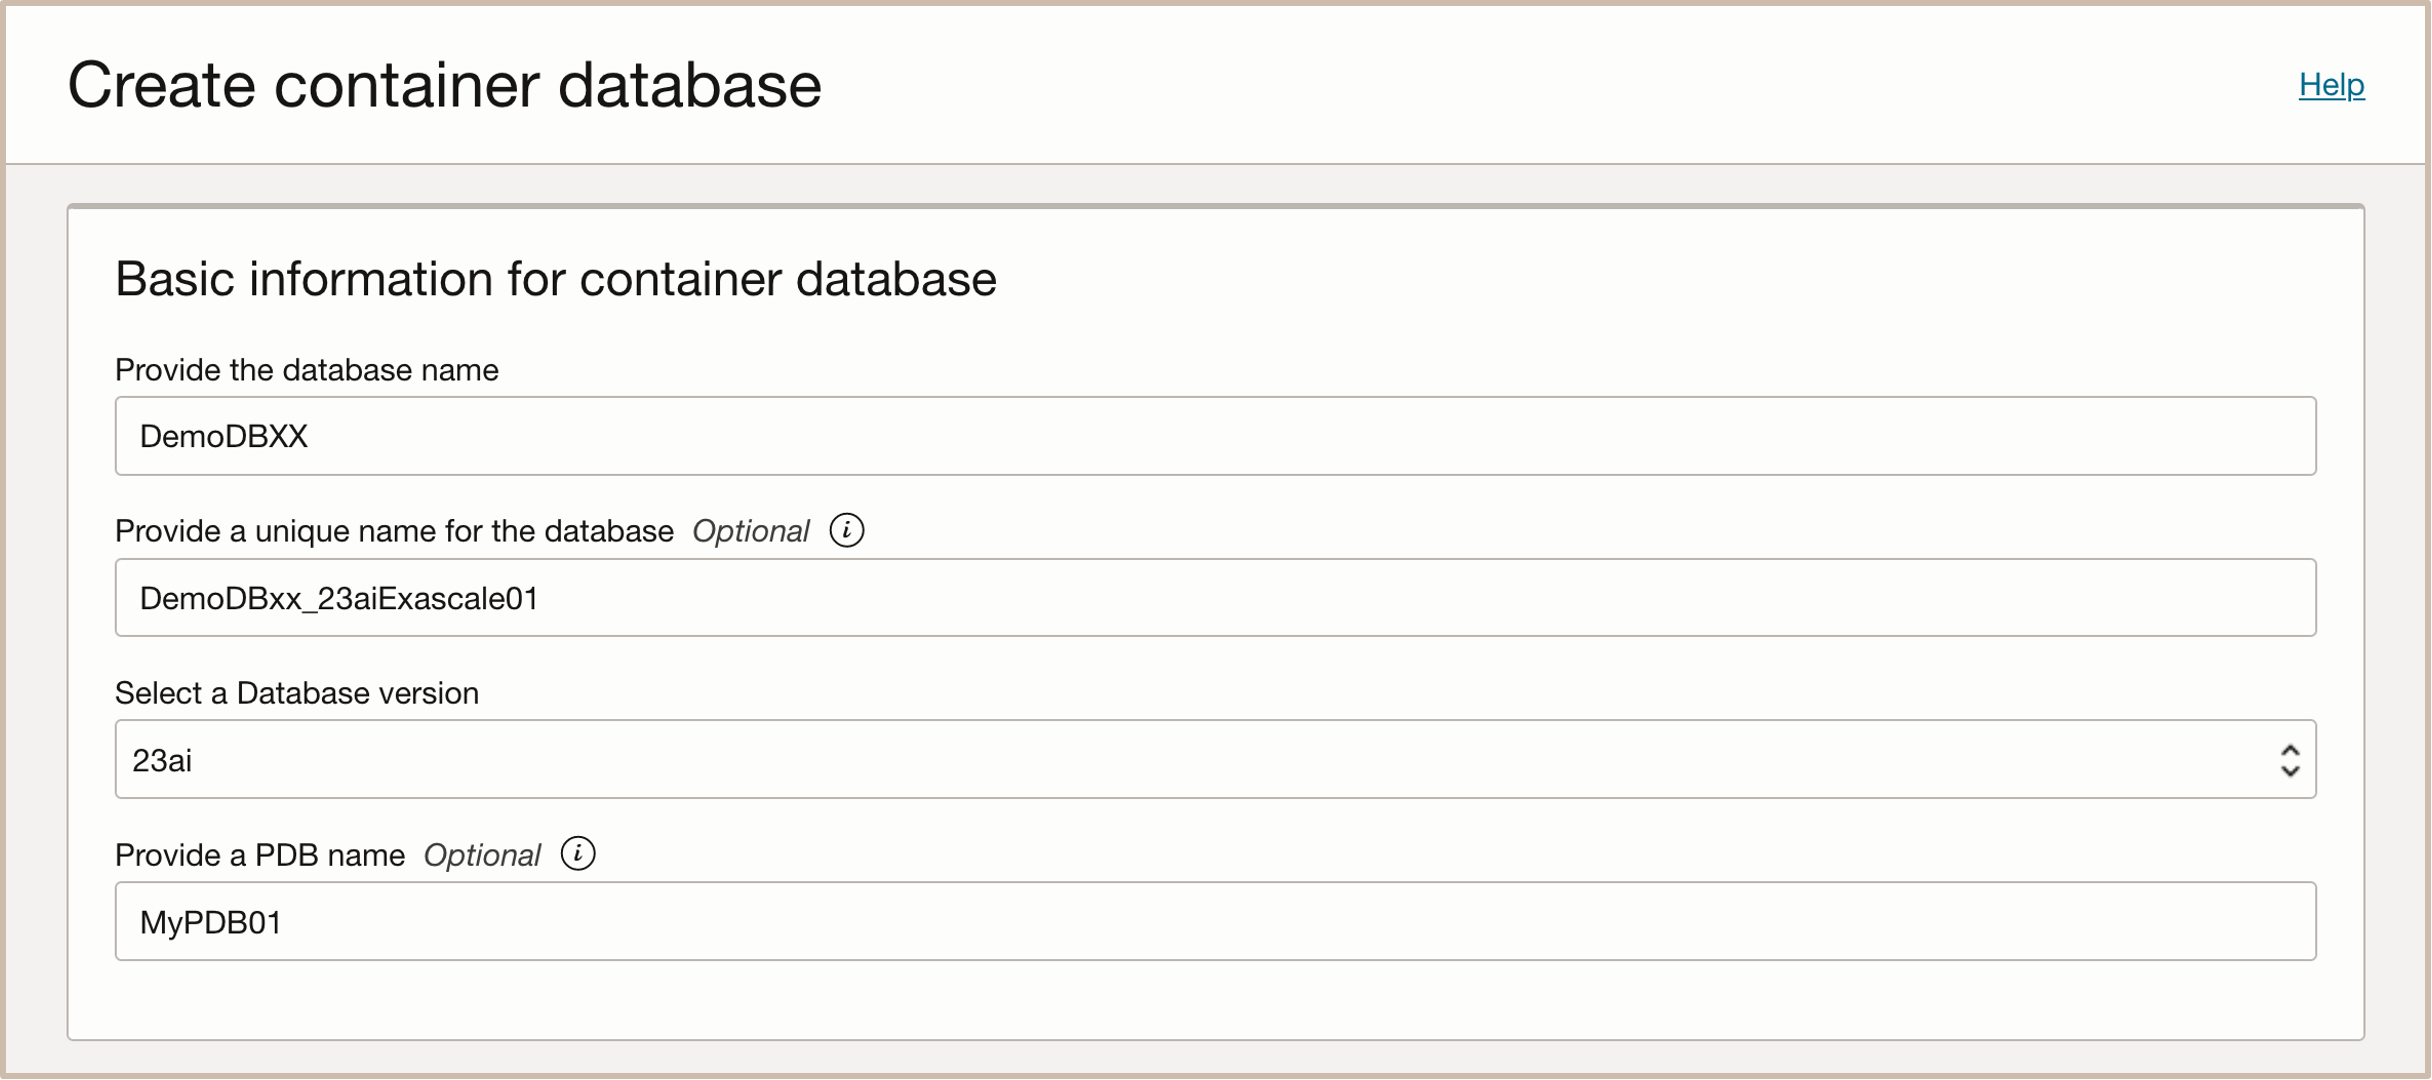 Create container database
Help
Basic information for container database
Provide the database name
DemoDBXX
Provide a unique name for the database Optional
DemoDBxx_23aiExascale01
Select a Database version
23ai
Provide a PDB name Optional
MyPDB01